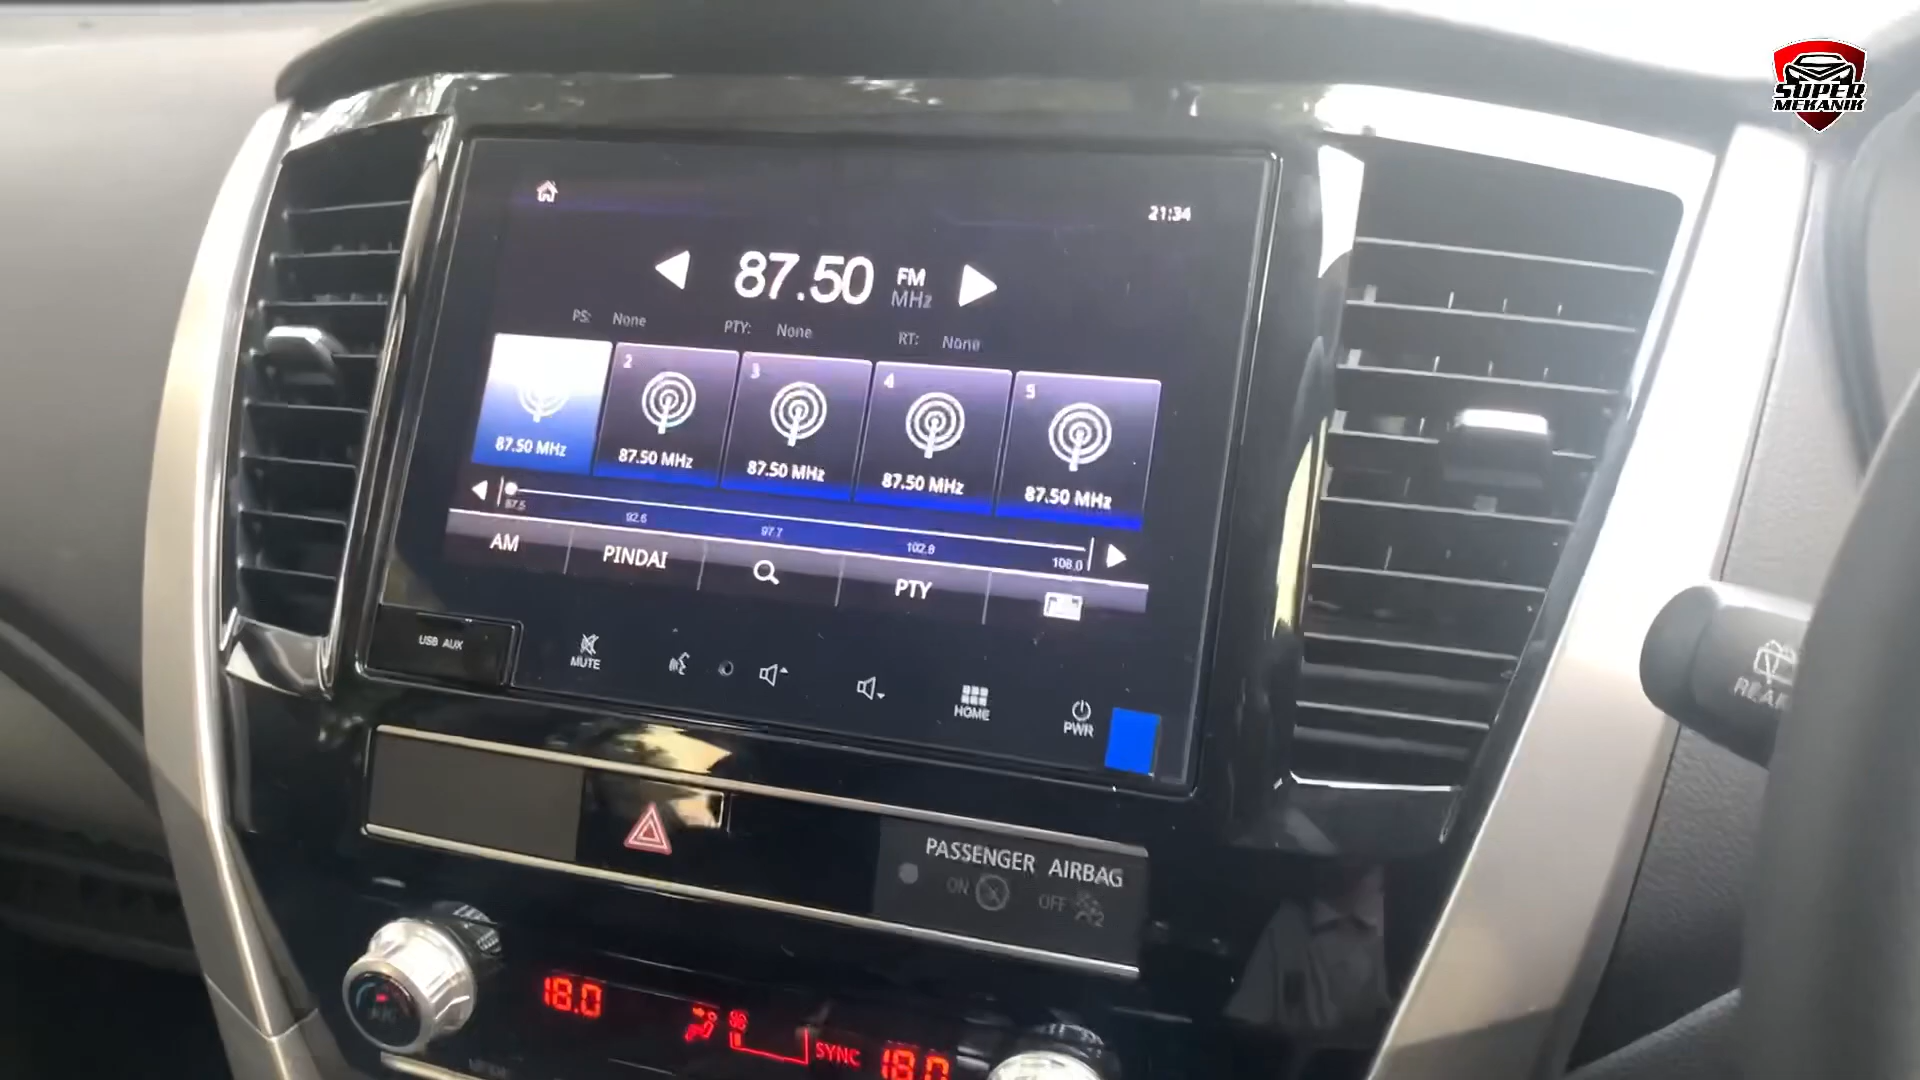 SUPER
MEKANIK
21:34
87.50 FM
MHz
PS: None PTY: None RT: None
2 3 4 5
87.50 MHz 87.50 MHz 87.50 MHz 87.50 MHz 87.50 MHz
87.5 92.6 97.7 102.8 108.0
AM PINDAI PTY
USB AUX
MUTE HOME PWR
PASSENGER AIRBAG
ON OFF
18.0 SYNC 18.0
REAR